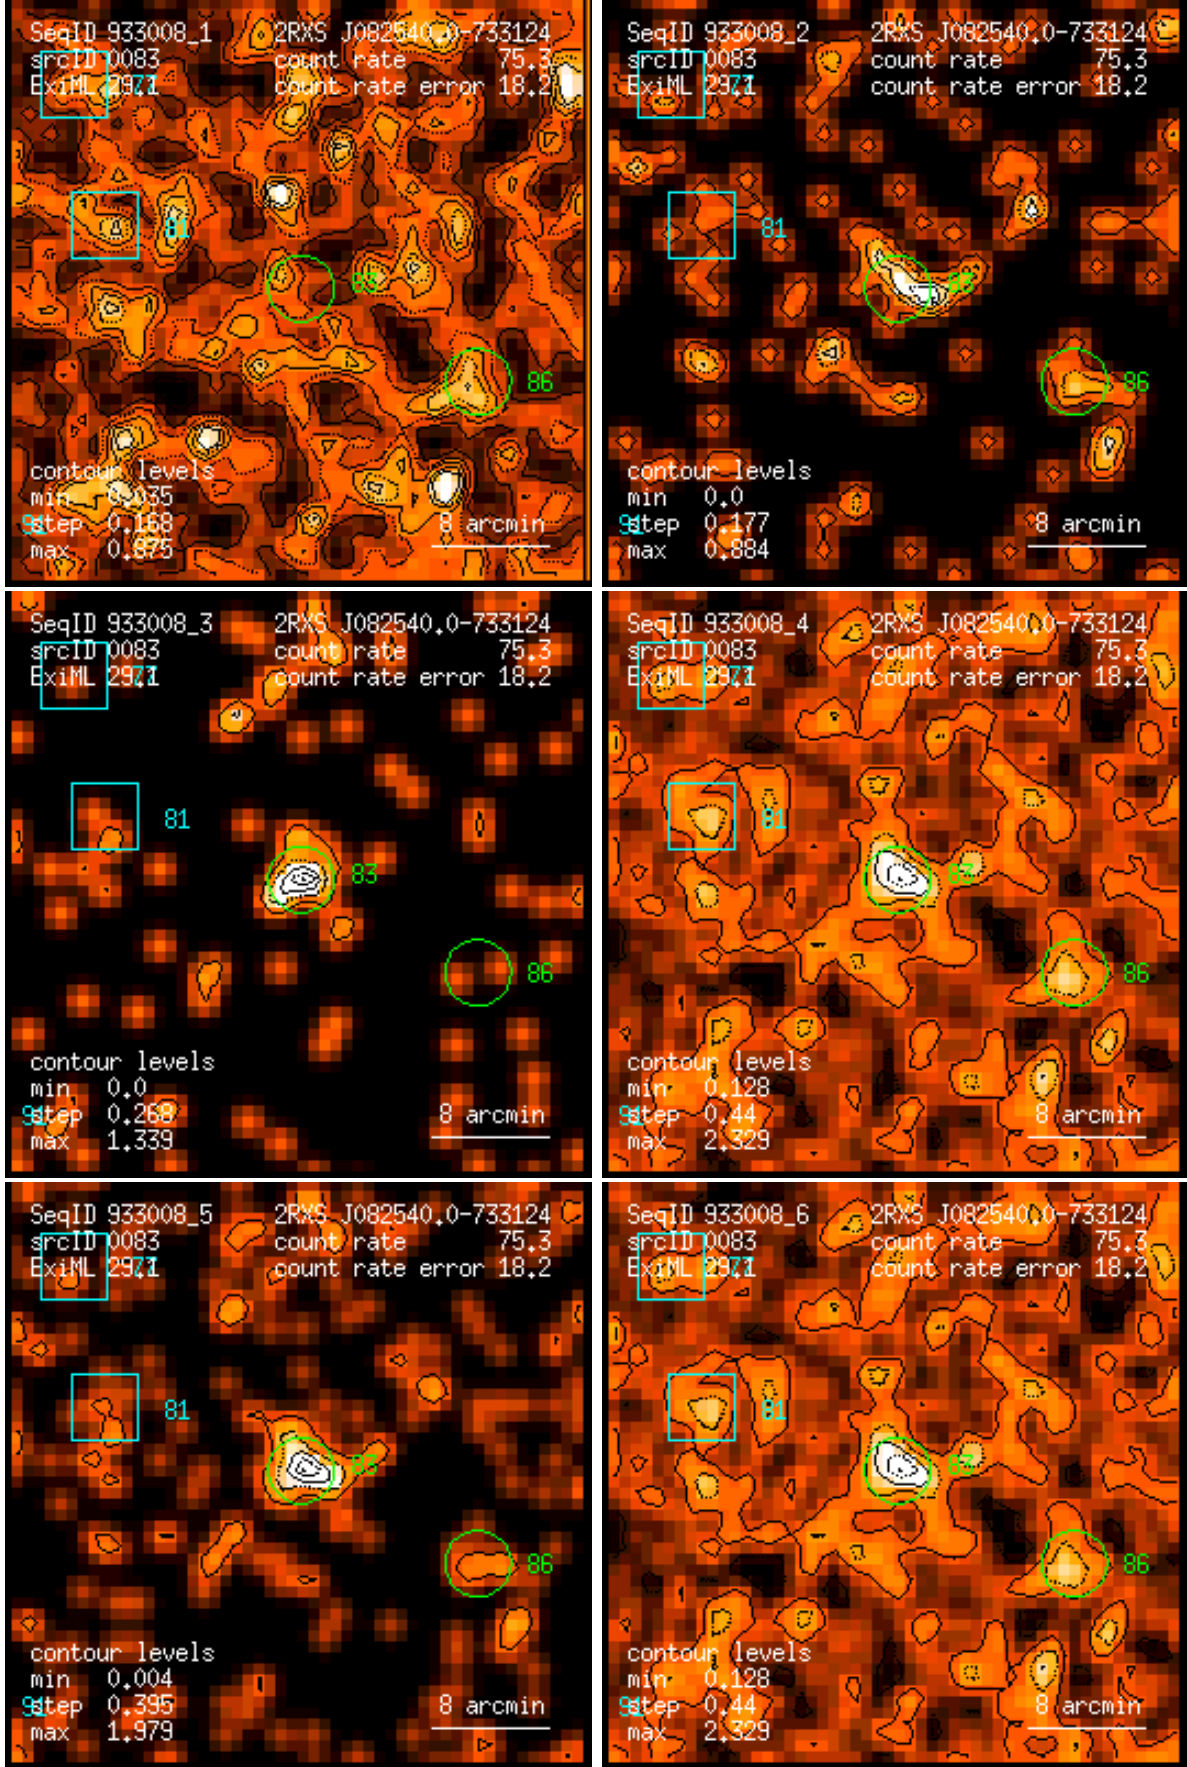 SeqID 933008_1 2RXS J082540.0-733124
srcID 0083 count rate 75.3
ExiML 29.1 count rate error 18.2
81
83
86
contour levels
min 0.035
step 0.168
max 0.875
91
8 arcmin
SeqID 933008_2 2RXS J082540.0-733124
srcID 0083 count rate 75.3
ExiML 29.1 count rate error 18.2
81
83
86
contour levels
min 0.0
step 0.177
max 0.884
91
8 arcmin
SeqID 933008_3 2RXS J082540.0-733124
srcID 0083 count rate 75.3
ExiML 29.1 count rate error 18.2
81
83
86
contour levels
min 0.0
step 0.268
max 1.339
91
8 arcmin
SeqID 933008_4 2RXS J082540.0-733124
srcID 0083 count rate 75.3
ExiML 29.1 count rate error 18.2
81
83
86
contour levels
min 0.128
step 0.44
max 2.329
91
8 arcmin
SeqID 933008_5 2RXS J082540.0-733124
srcID 0083 count rate 75.3
ExiML 29.1 count rate error 18.2
81
83
86
contour levels
min 0.004
step 0.395
max 1.979
91
8 arcmin
SeqID 933008_6 2RXS J082540.0-733124
srcID 0083 count rate 75.3
ExiML 29.1 count rate error 18.2
81
83
86
contour levels
min 0.128
step 0.44
max 2.329
91
8 arcmin